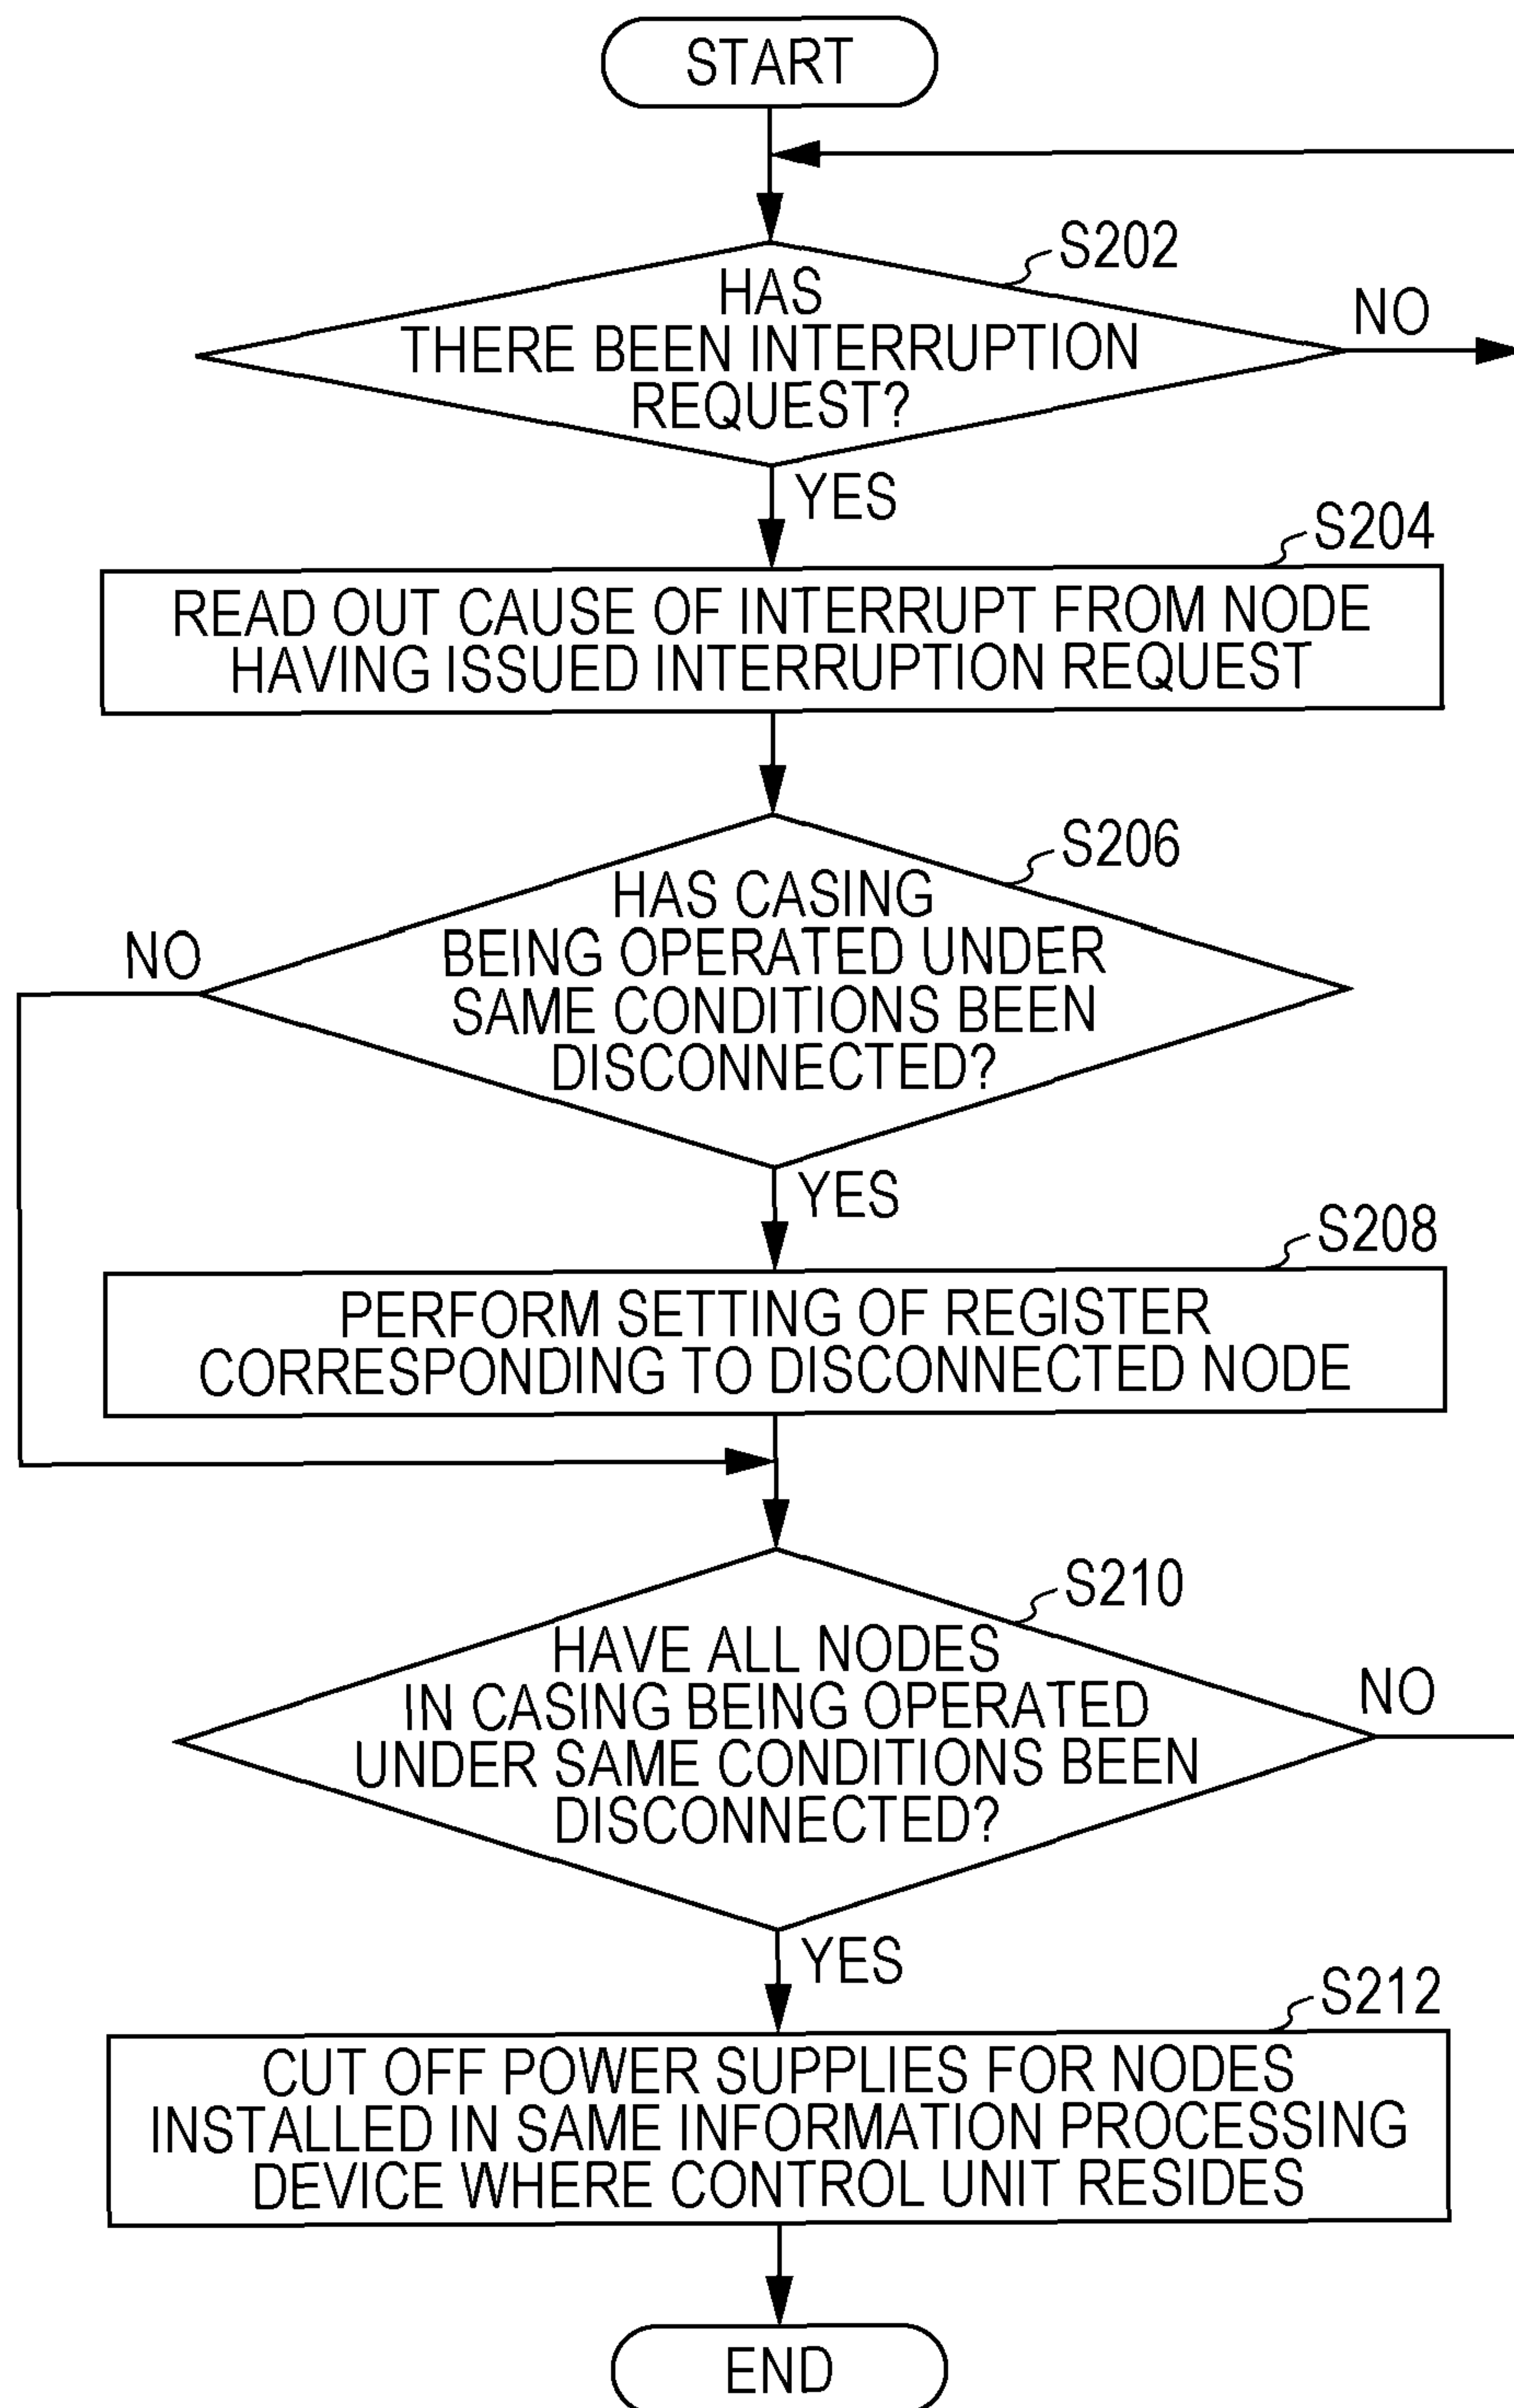 START
S202
HAS
THERE BEEN INTERRUPTION
REQUEST?
NO
YES
S204
READ OUT CAUSE OF INTERRUPT FROM NODE
HAVING ISSUED INTERRUPTION REQUEST
S206
HAS CASING
BEING OPERATED UNDER
SAME CONDITIONS BEEN
DISCONNECTED?
NO
YES
S208
PERFORM SETTING OF REGISTER
CORRESPONDING TO DISCONNECTED NODE
S210
HAVE ALL NODES
IN CASING BEING OPERATED
UNDER SAME CONDITIONS BEEN
DISCONNECTED?
NO
YES
S212
CUT OFF POWER SUPPLIES FOR NODES
INSTALLED IN SAME INFORMATION PROCESSING
DEVICE WHERE CONTROL UNIT RESIDES
END